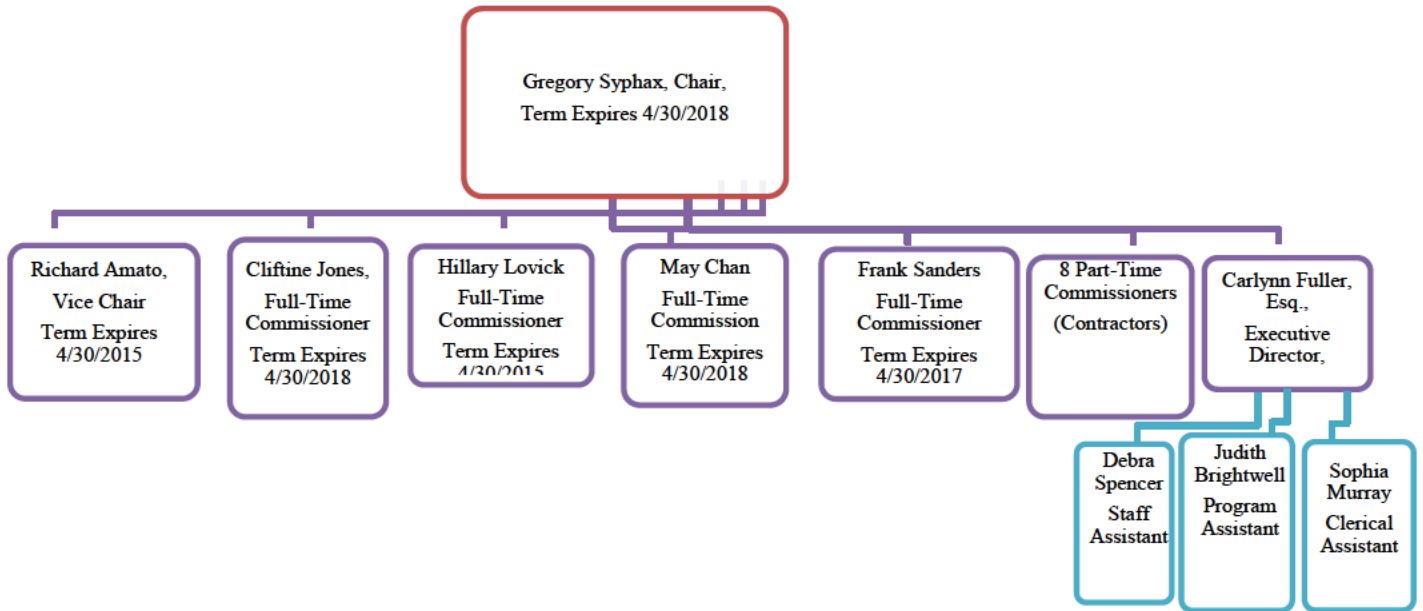 Gregory Syphax, Chair,
Term Expires 4/30/2018
Richard Amato,
Vice Chair
Term Expires
4/30/2015
Cliftine Jones,
Full-Time
Commissioner
Term Expires
4/30/2018
Hillary Lovick
Full-Time
Commissioner
Term Expires
4/30/2015
May Chan
Full-Time
Commission
Term Expires
4/30/2018
Frank Sanders
Full-Time
Commissioner
Term Expires
4/30/2017
8 Part-Time
Commissioners
(Contractors)
Carlynn Fuller,
Esq.,
Executive
Director,
Debra
Spencer
Staff
Assistant
Judith
Brightwell
Program
Assistant
Sophia
Murray
Clerical
Assistant